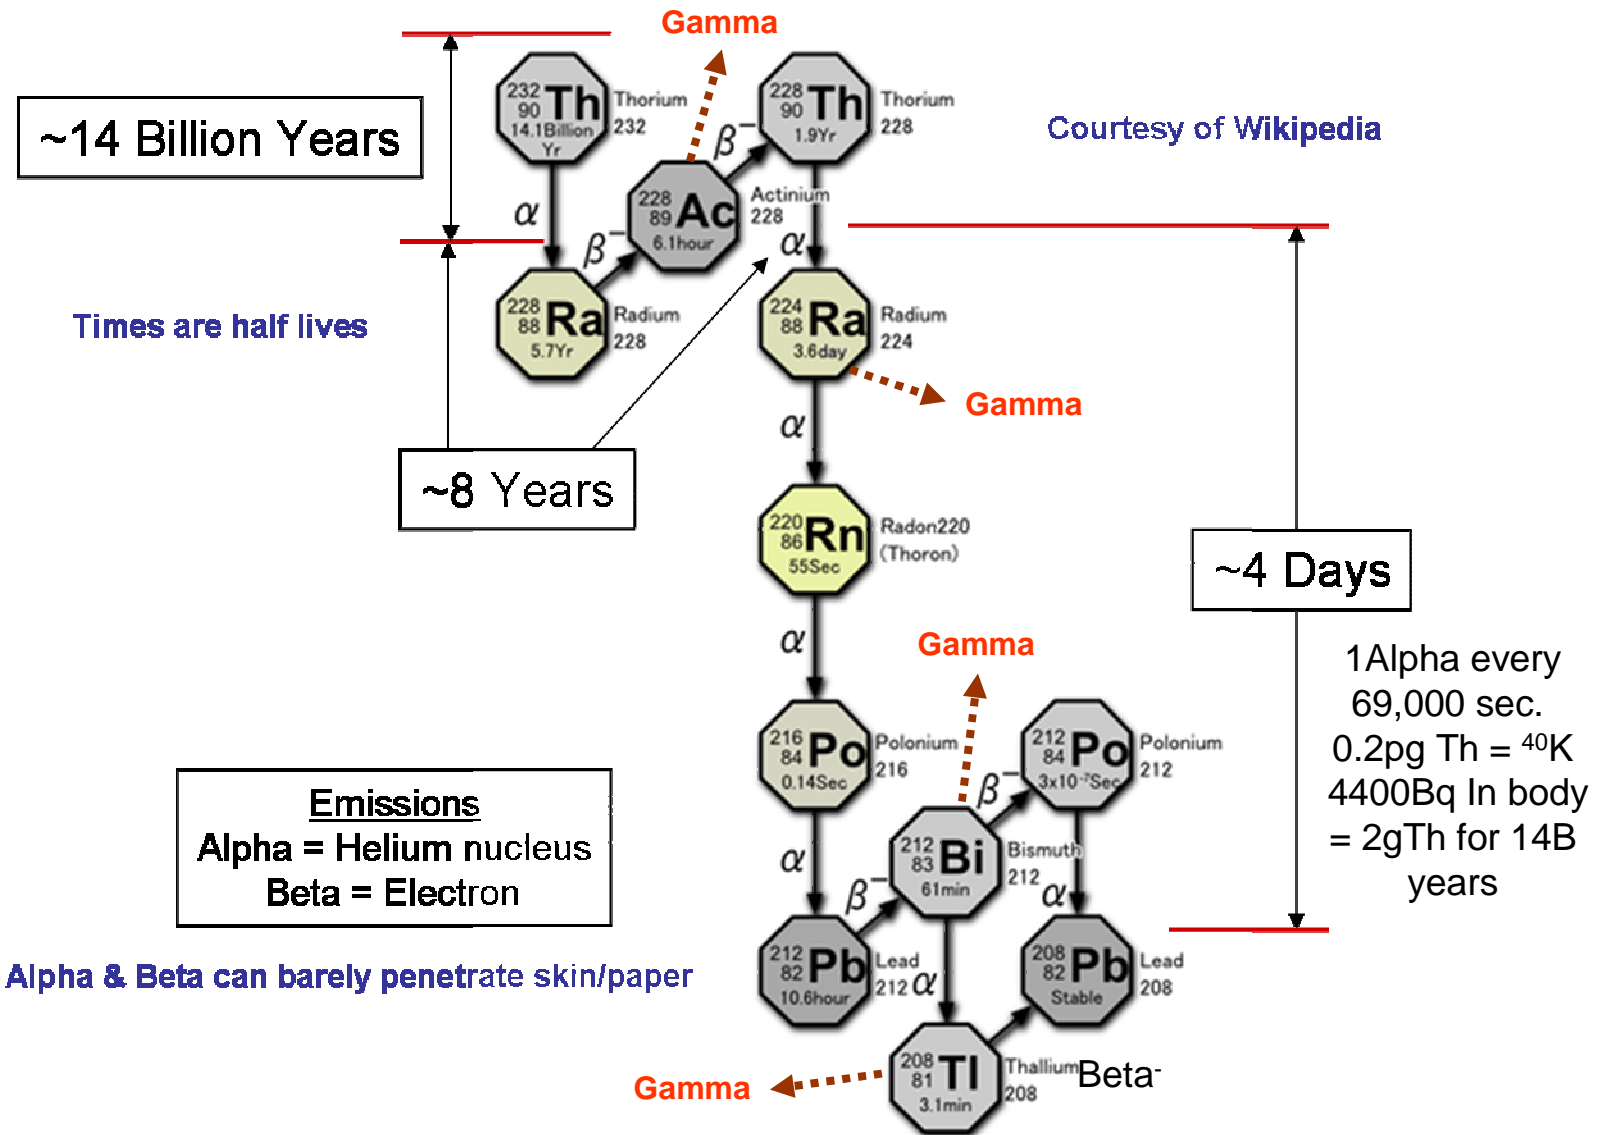 Gamma
~14 Billion Years
232
90
Th
14.1Billion
Yr
Thorium
232
228
90
Th
1.9Yr
Thorium
228
Courtesy of Wikipedia
β⁻
228
89
Ac
6.1hour
Actinium
228
α
β⁻
α
Times are half lives
228
88
Ra
5.7Yr
Radium
228
224
88
Ra
3.6day
Radium
224
Gamma
α
~8 Years
220
86
Rn
55Sec
Radon220
(Thoron)
~4 Days
α
Gamma
1Alpha every
69,000 sec.
0.2pg Th = ⁴⁰K
4400Bq In body
= 2gTh for 14B
years
216
84
Po
0.14Sec
Polonium
216
212
84
Po
3x10⁻⁷Sec
Polonium
212
β⁻
Emissions
Alpha = Helium nucleus
Beta = Electron
α
212
83
Bi
61min
Bismuth
212
β⁻
α
Alpha & Beta can barely penetrate skin/paper
212
82
Pb
10.6hour
Lead
212
α
208
82
Pb
Stable
Lead
208
Gamma
208
81
Tl
3.1min
Thallium
208
Beta⁻